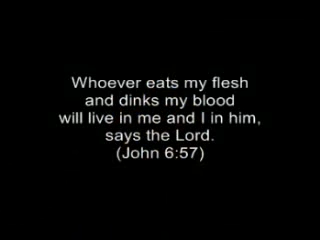 Whoever eats my flesh
and dinks my blood
will live in me and I in him,
says the Lord.
(John 6:57)